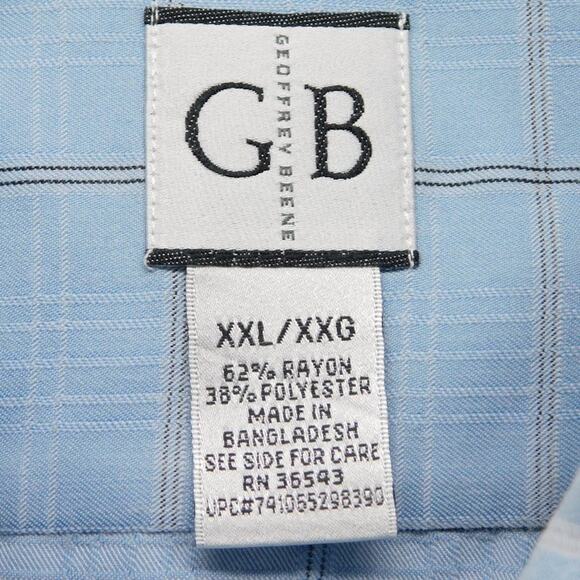 GB
GEOFFREY BEENE
XXL/XXG
62% RAYON
38% POLYESTER
MADE IN
BANGLADESH
SEE SIDE FOR CARE
RN 36543
UPC#741065298390